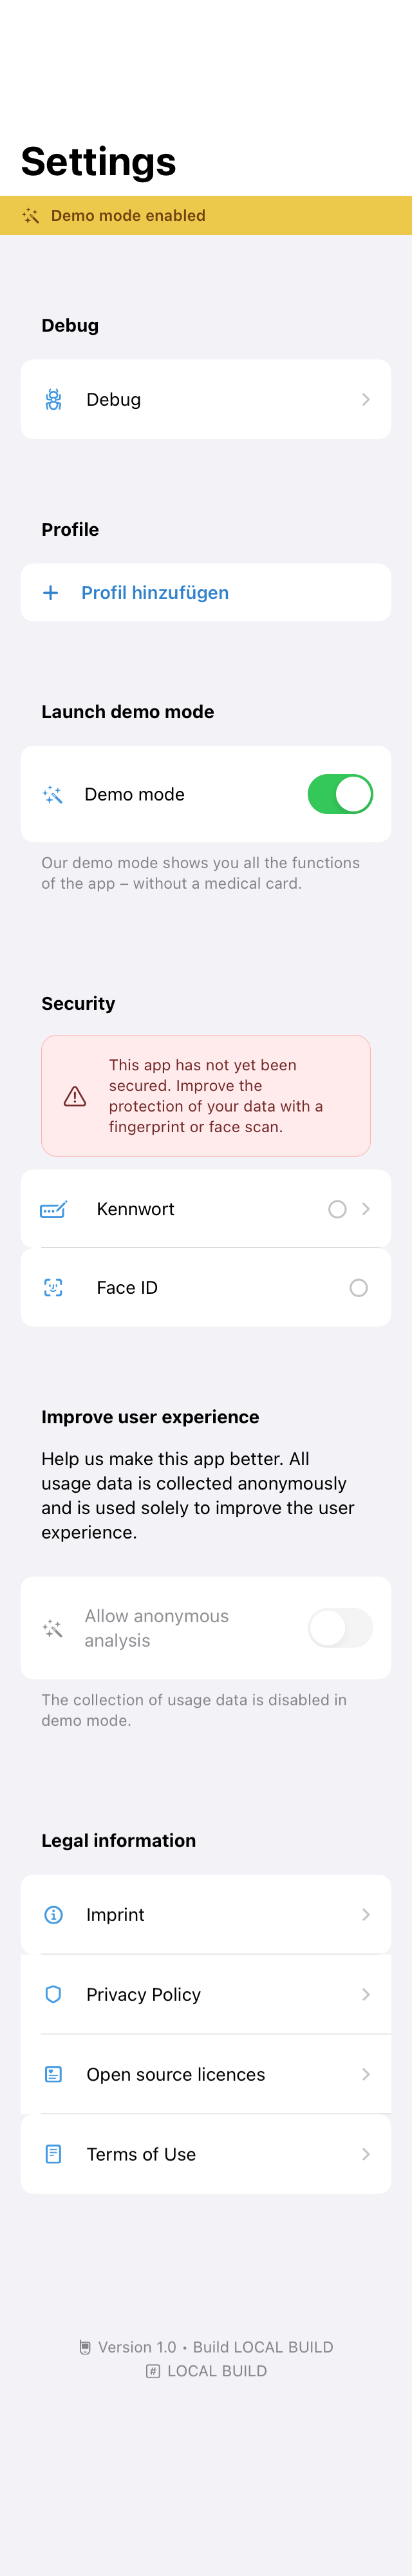 Settings
Demo mode enabled
Debug
Debug
Profile
Profil hinzufügen
Launch demo mode
Demo mode
Our demo mode shows you all the functions
of the app – without a medical card.
Security
This app has not yet been
secured. Improve the
protection of your data with a
fingerprint or face scan.
Kennwort
Face ID
Improve user experience
Help us make this app better. All
usage data is collected anonymously
and is used solely to improve the user
experience.
Allow anonymous
analysis
The collection of usage data is disabled in
demo mode.
Legal information
Imprint
Privacy Policy
Open source licences
Terms of Use
Version 1.0 • Build LOCAL BUILD
# LOCAL BUILD